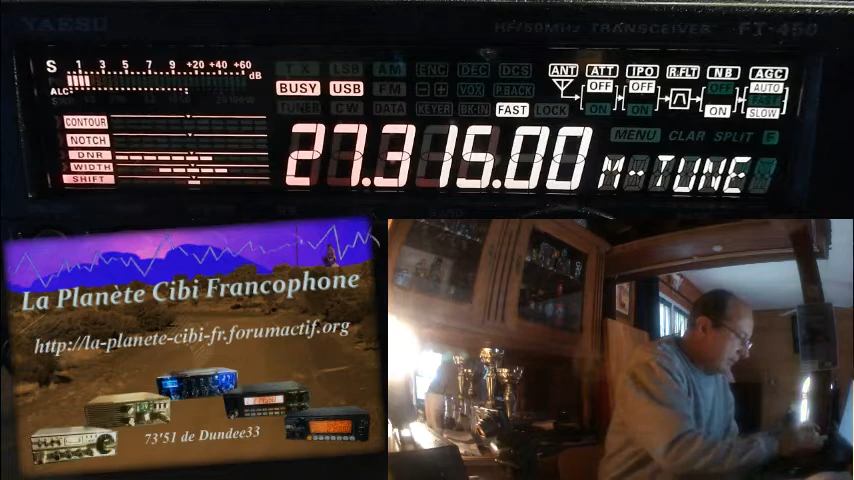 YAESU HF/50MHz TRANSCEIVER FT-450
S 1 3 5 7 9 +20 +40 +60 dB
ALC
TX LSB AM ENC DEC DCS
BUSY USB FM VOX P.BACK
TUNER CW DATA KEYER BK-IN FAST LOCK
ANT ATT IPO R.FLT NB AGC
OFF OFF OFF AUTO
FAST
ON ON ON SLOW
CONTOUR
NOTCH
DNR
WIDTH
SHIFT
27.315.00
MENU CLAR SPLIT F
M-TUNE
La Planète Cibi Francophone
http://la-planete-cibi-fr.forumactif.org
73'51 de Dundee33